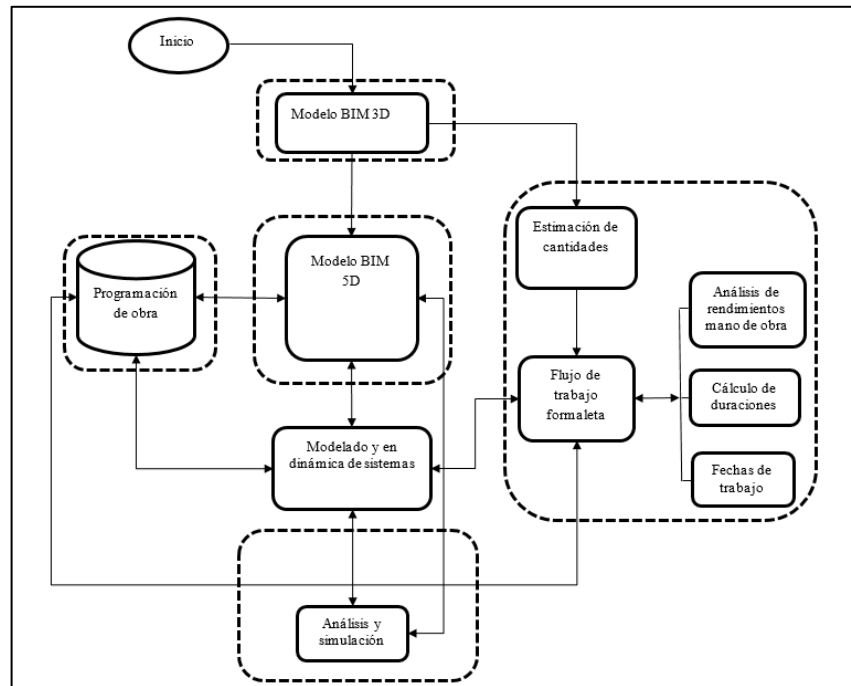 Inicio
Modelo BIM 3D
Estimación de
cantidades
Modelo BIM
5D
Programación
de obra
Análisis de
rendimientos
mano de obra
Flujo de
trabajo
formaleta
Cálculo de
duraciones
Modelado y en
dinámica de sistemas
Fechas de
trabajo
Análisis y
simulación